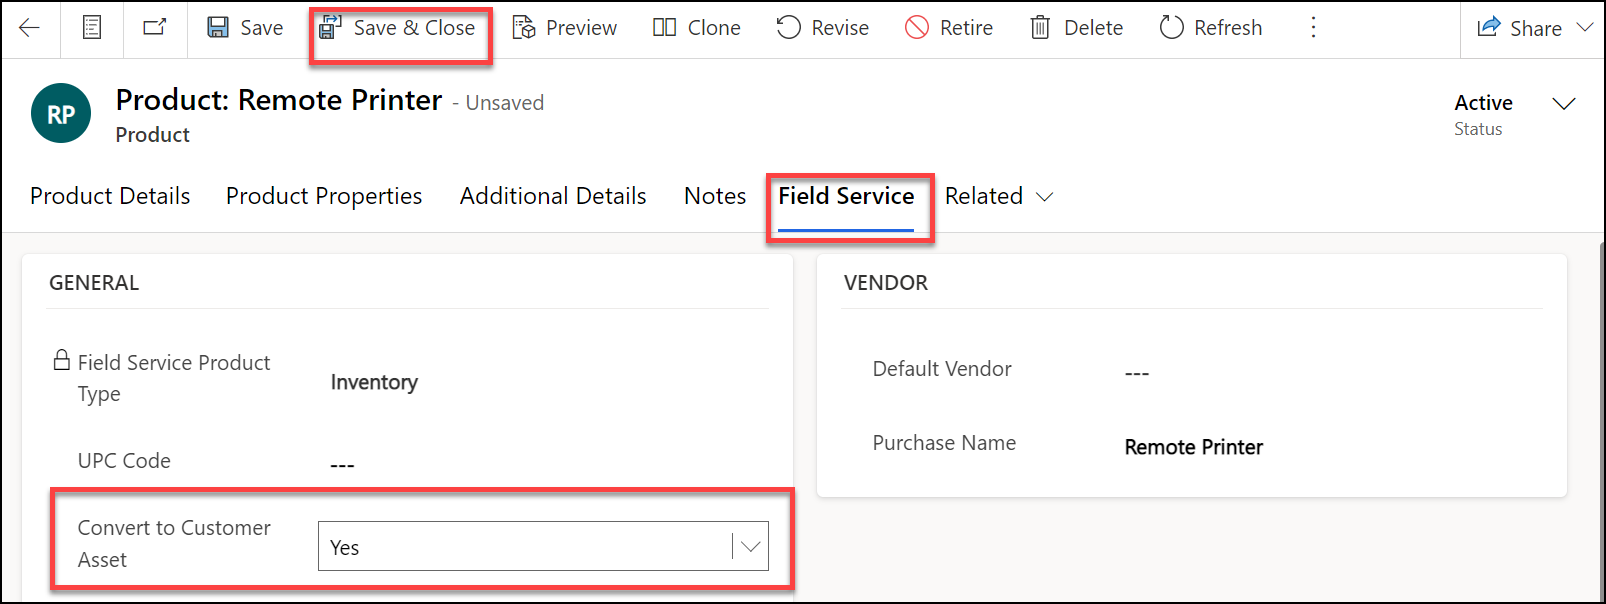 Save
Save & Close
Preview
Clone
Revise
Retire
Delete
Refresh
Share
RP
Product: Remote Printer - Unsaved
Product
Active
Status
Product Details
Product Properties
Additional Details
Notes
Field Service
Related
GENERAL
Field Service Product
Type
Inventory
UPC Code
---
Convert to Customer
Asset
Yes
VENDOR
Default Vendor
---
Purchase Name
Remote Printer